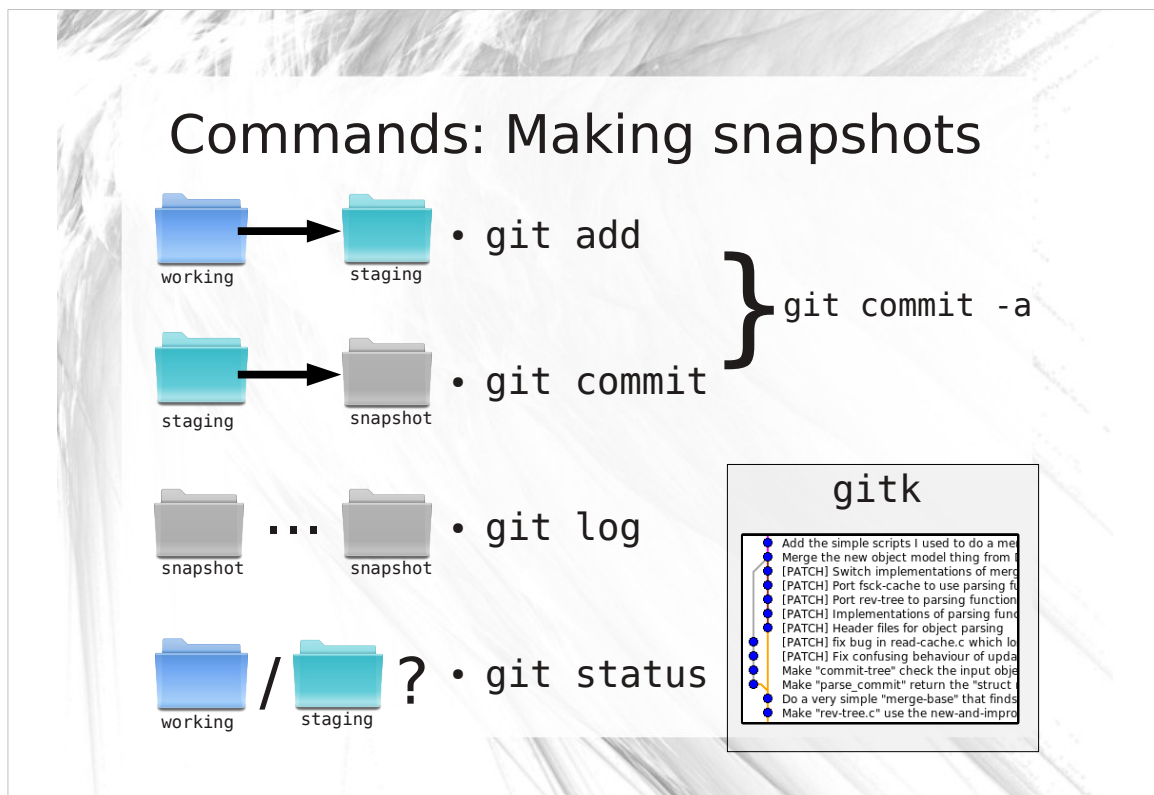 Commands: Making snapshots
working
staging
• git add
} git commit -a
staging
snapshot
• git commit
snapshot
...
snapshot
• git log
working
/
staging
?
• git status
gitk
Add the simple scripts I used to do a
Merge the new object model thing from
[PATCH] Switch implementations of
[PATCH] Port fsck-cache to use parsing
[PATCH] Port rev-tree to parsing function
[PATCH] Implementations of parsing
[PATCH] Header files for object parsing
[PATCH] fix bug in read-cache.c which
[PATCH] Fix confusing behaviour of
Make "commit-tree" check the input
Make "parse_commit" return the "struct
Do a very simple "merge-base" that finds
Make "rev-tree.c" use the